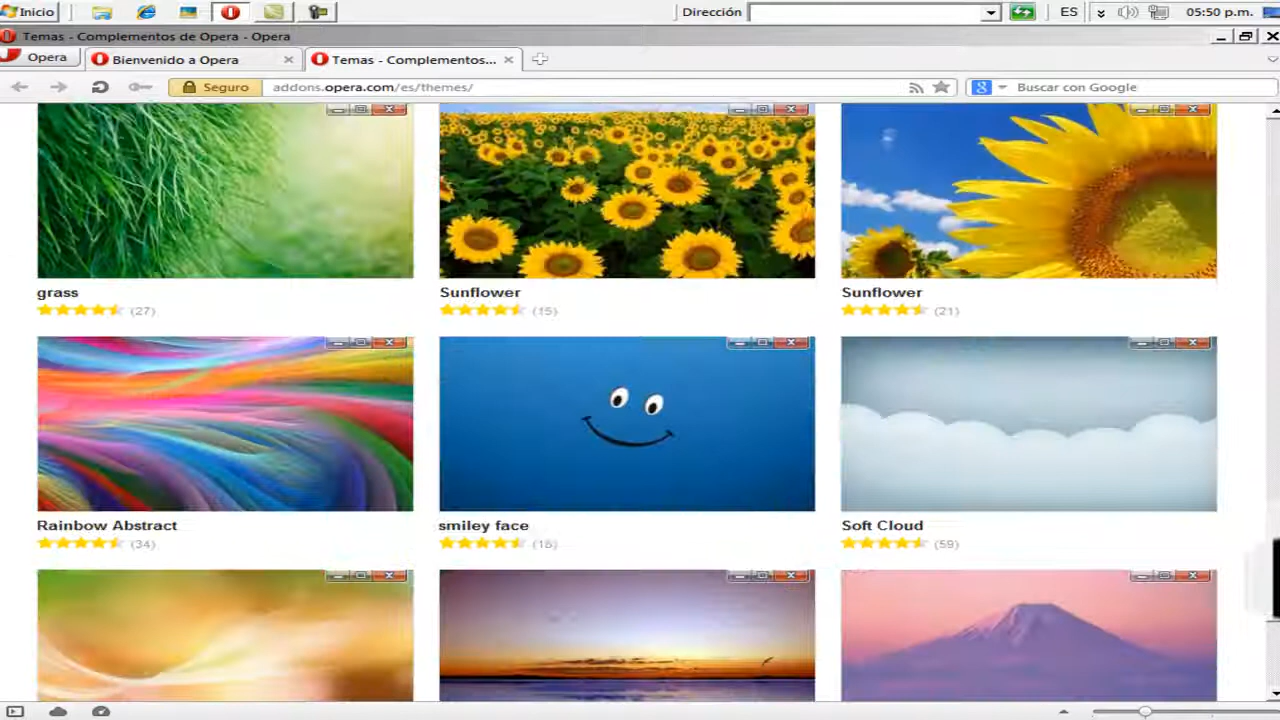 Inicio
Dirección
ES
05:50 p.m.
Temas - Complementos de Opera - Opera
Opera
Bienvenido a Opera
Temas - Complementos...
Seguro
addons.opera.com/es/themes/
Buscar con Google
grass
(27)
Sunflower
(15)
Sunflower
(21)
Rainbow Abstract
(34)
smiley face
(18)
Soft Cloud
(59)